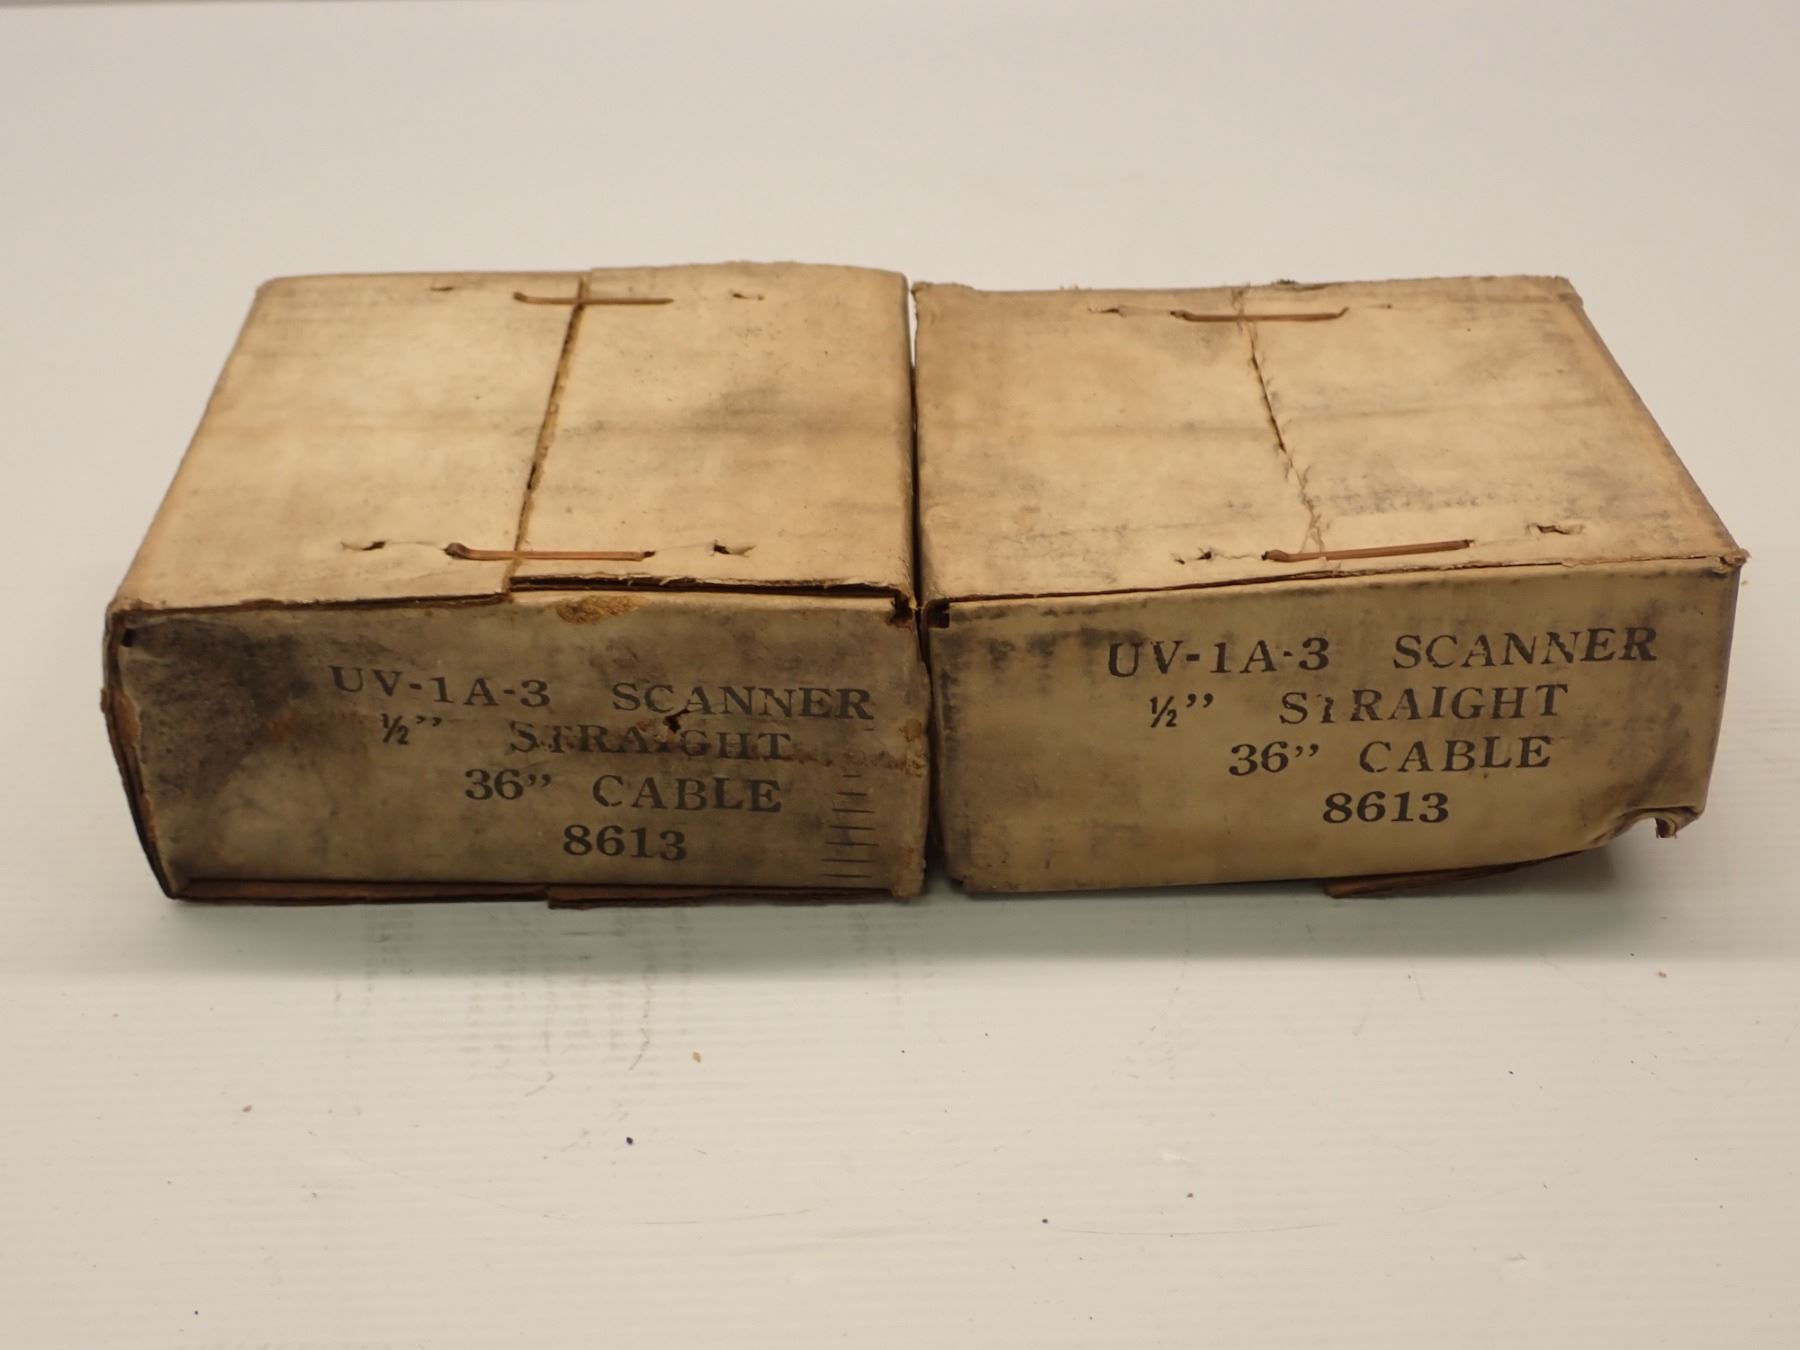 UV-1A-3 SCANNER
½” STRAIGHT
36” CABLE
8613
UV-1A-3 SCANNER
½” STRAIGHT
36” CABLE
8613